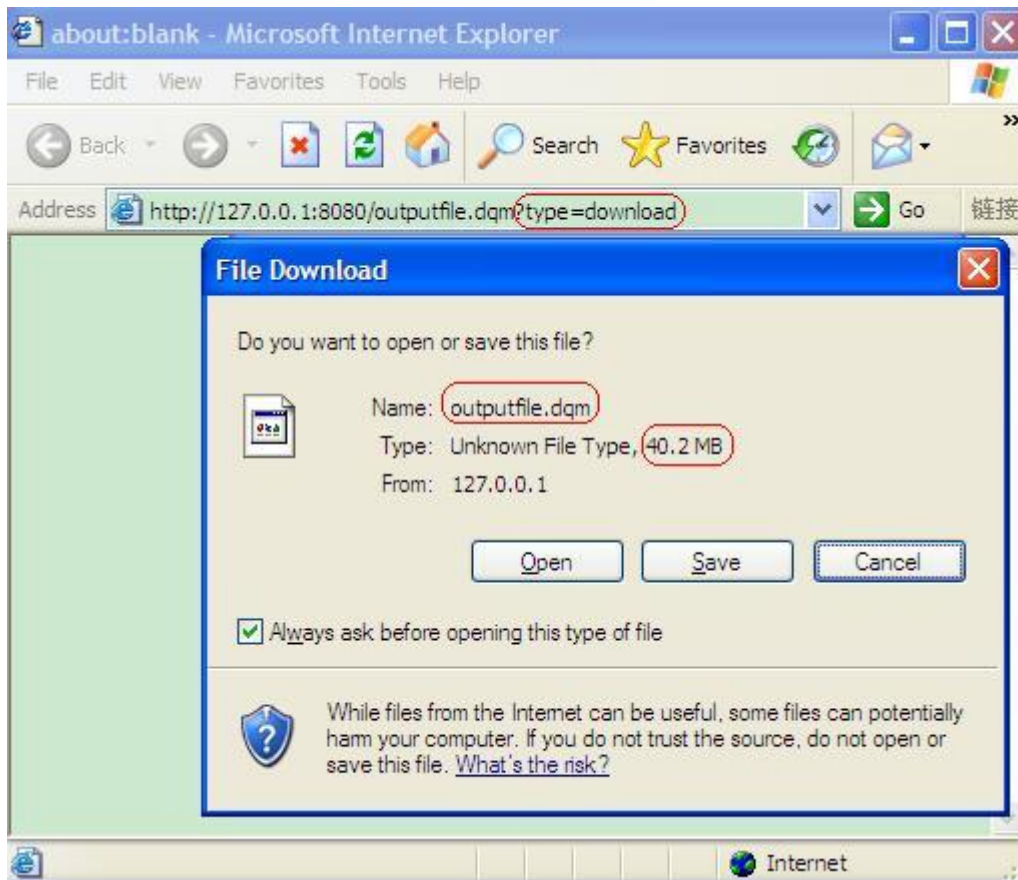 about:blank - Microsoft Internet Explorer
File Edit View Favorites Tools Help
Back Search Favorites »
Address http://127.0.0.1:8080/outputfile.dqm?type=download Go 链接
File Download
Do you want to open or save this file?
Name: outputfile.dqm
Type: Unknown File Type, 40.2 MB
From: 127.0.0.1
Open Save Cancel
Always ask before opening this type of file
While files from the Internet can be useful, some files can potentially
harm your computer. If you do not trust the source, do not open or
save this file. What's the risk?
Internet